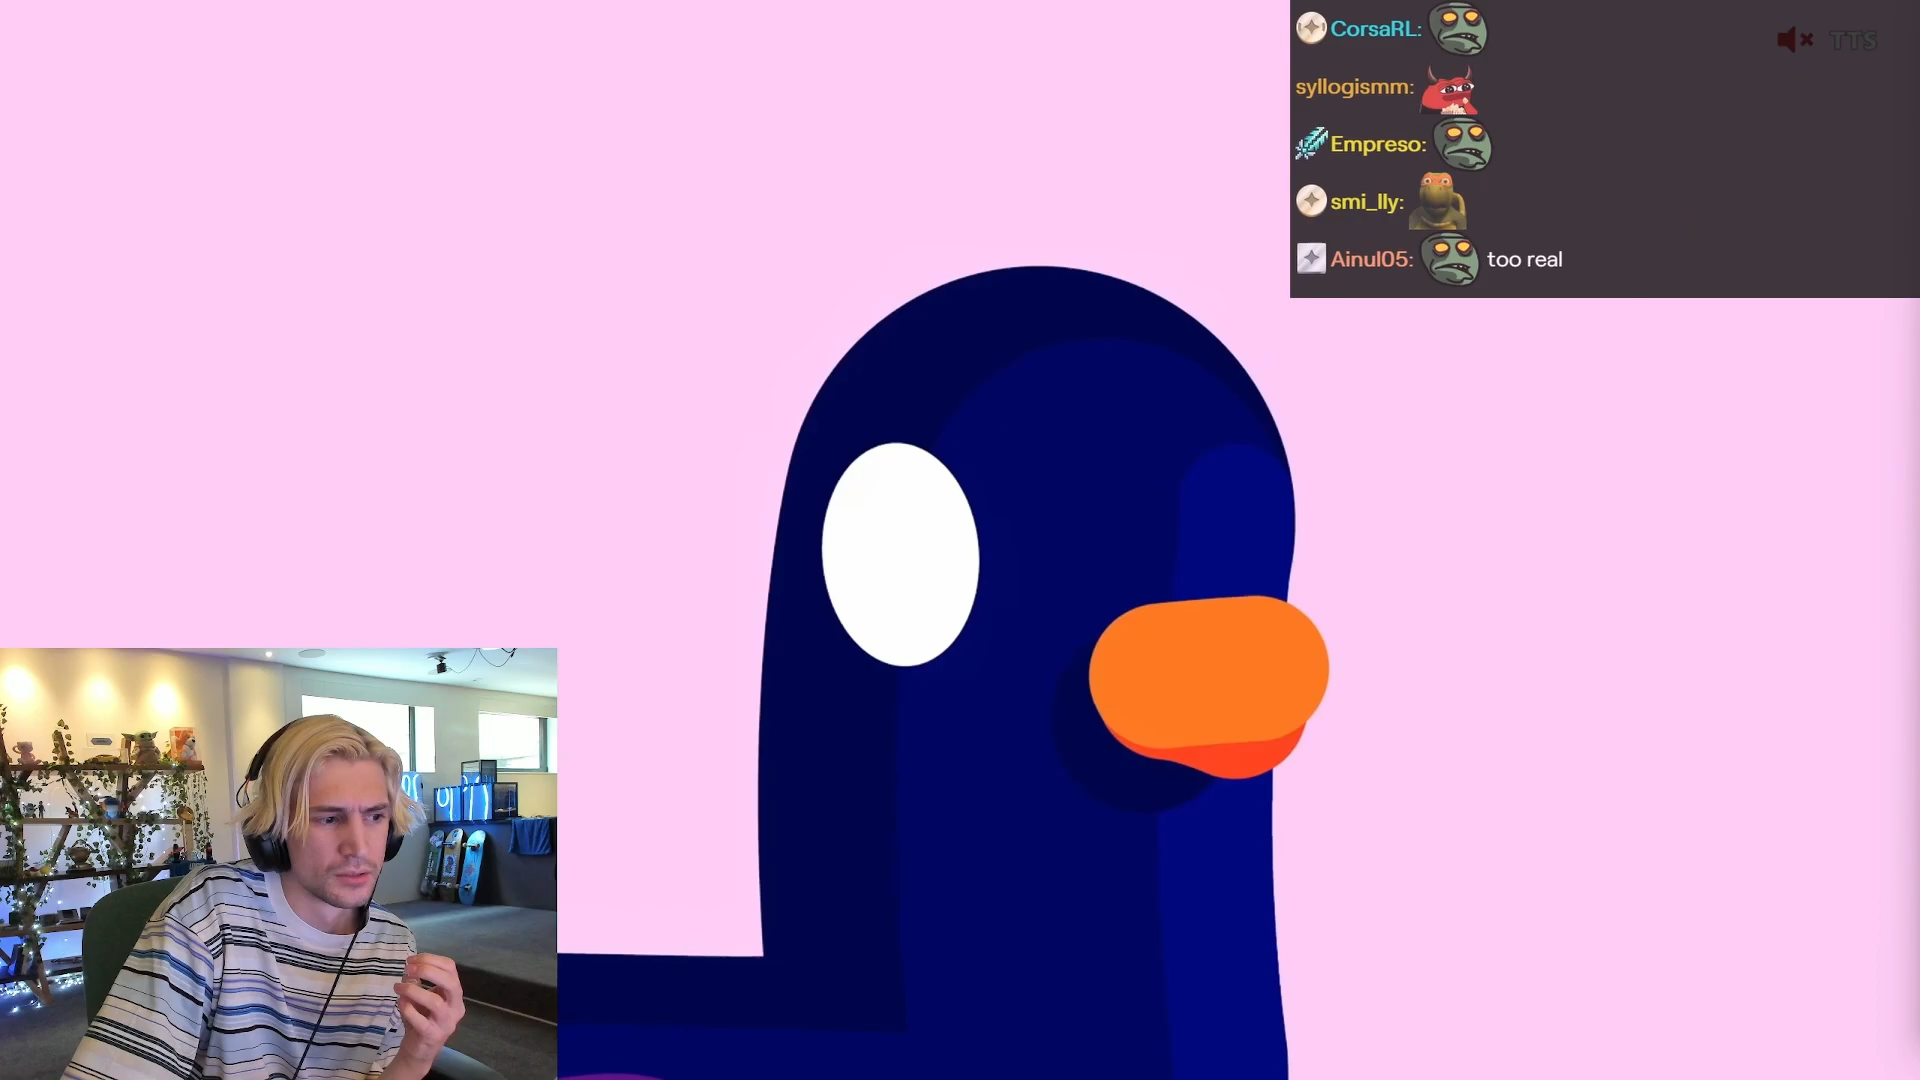 CorsaRL:
TTS
syllogismm:
Empreso:
smi_lly:
Ainul05: too real